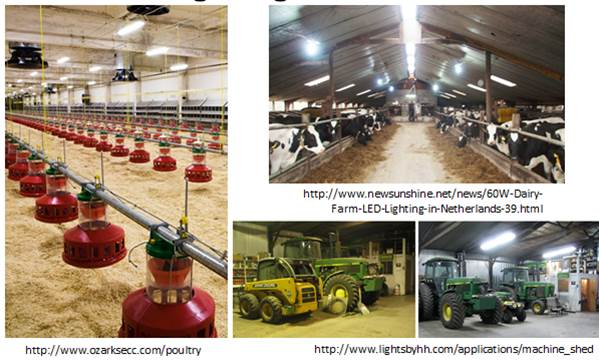 http://www.newsunshine.net/news/60W-Dairy-
Farm-LED-Lighting-in-Netherlands-39.html
http://www.ozarksecc.com/poultry
http://www.lightsbyhh.com/applications/machine_shed